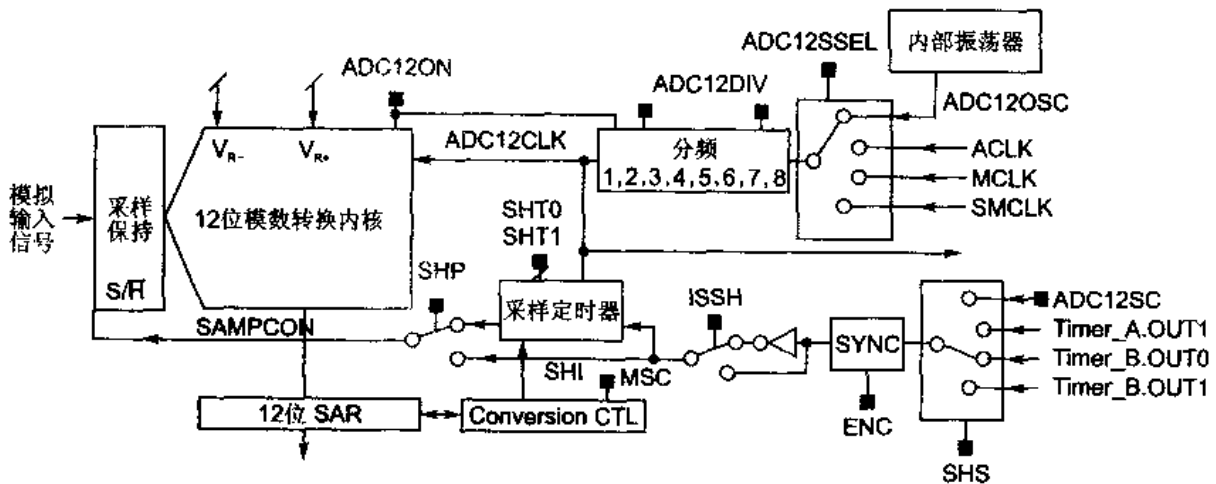 内部振荡器
ADC12SSEL
ADC12ON
ADC12DIV
ADC12OSC
ADC12CLK
VR-
VR+
分频
1,2,3,4,5,6,7,8
ACLK
MCLK
SMCLK
模拟
输入
信号
采样
保持
S/H
12位模数转换内核
SHT0
SHT1
SHP
采样定时器
ISSH
SAMPCON
SHI
MSC
SYNC
ADC12SC
Timer_A.OUT1
Timer_B.OUT0
Timer_B.OUT1
12位 SAR
Conversion CTL
ENC
SHS